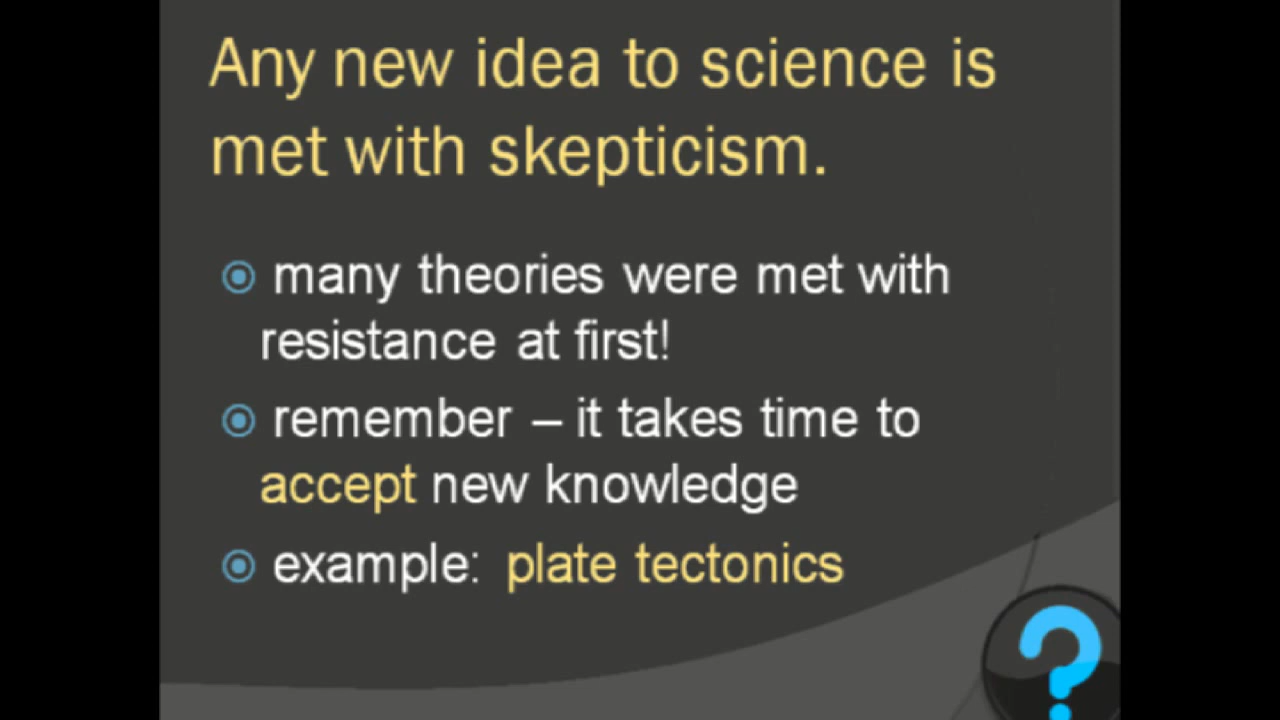 Any new idea to science is
met with skepticism.
many theories were met with
resistance at first!
remember – it takes time to
accept new knowledge
example: plate tectonics
?